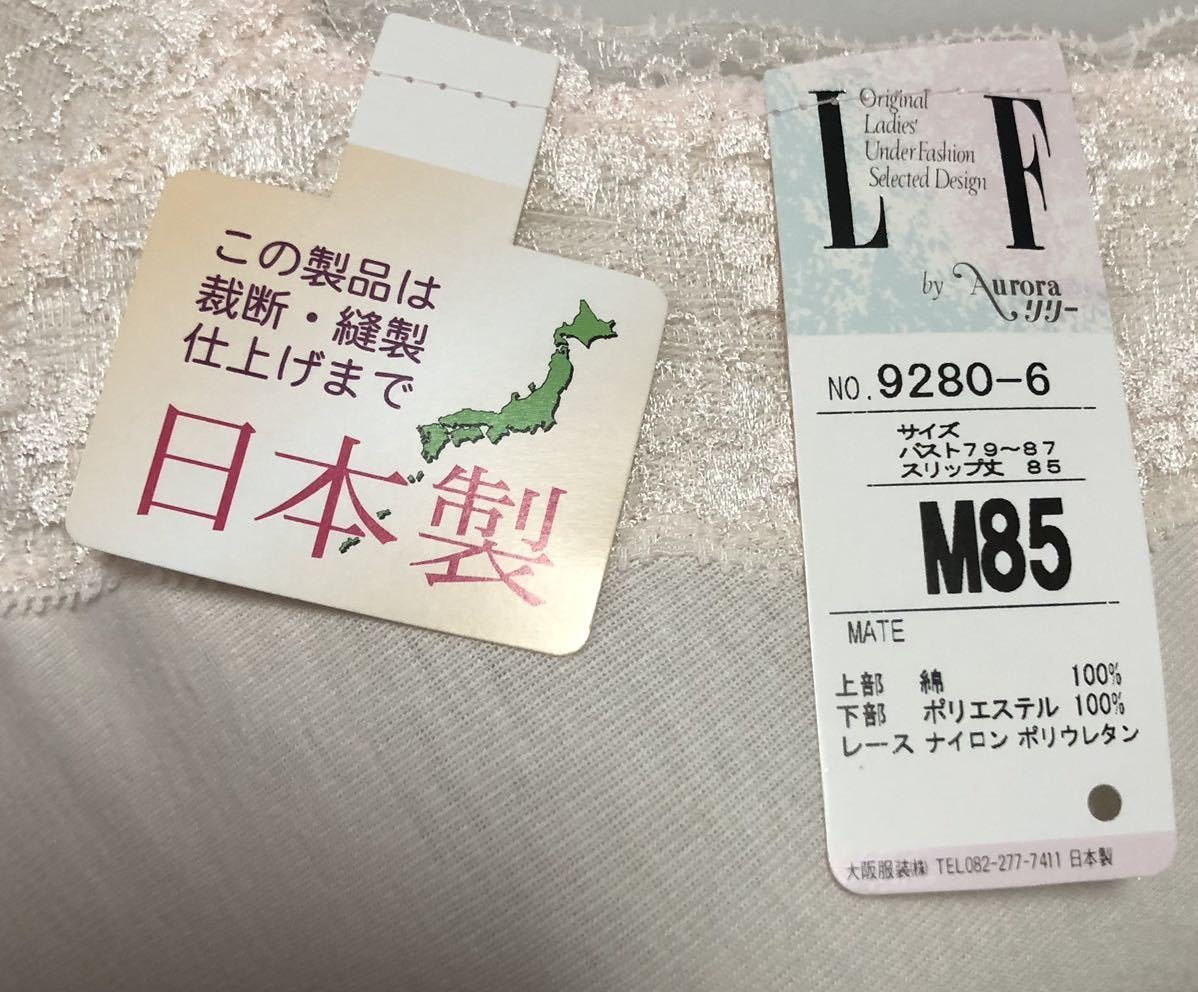 この製品は
裁断・縫製
仕上げまで
日本製
L F
Original
Ladies'
UnderFashion
Selected Design
by Aurora
リリー
NO.9280-6
サイズ
バスト79〜87
スリップ丈 85
M85
MATE
上部 綿 100%
下部 ポリエステル 100%
レース ナイロン ポリウレタン
大阪服装㈱ TEL082-277-7411 日本製